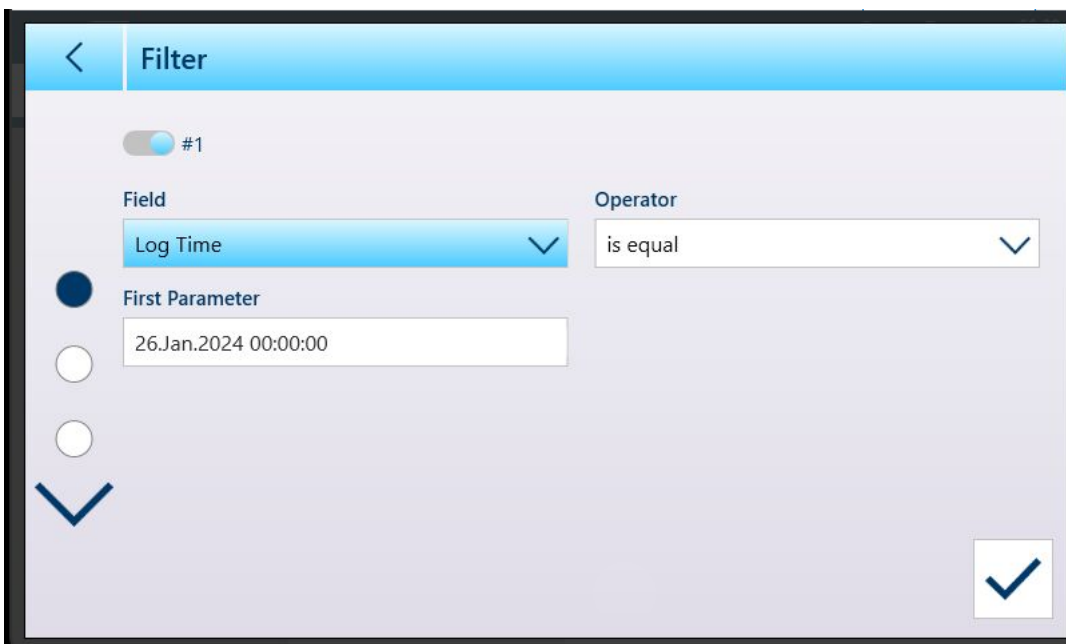 Filter
#1
Field
Operator
Log Time
is equal
First Parameter
26.Jan.2024 00:00:00